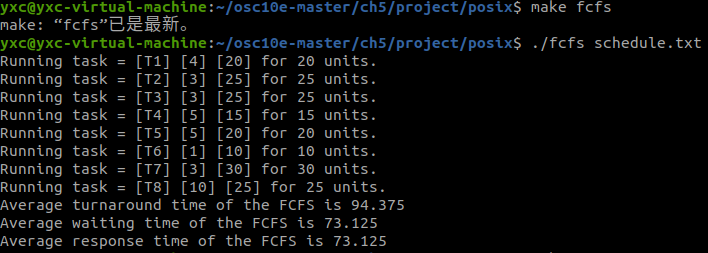 yxc@yxc-virtual-machine:~/osc10e-master/ch5/project/posix$ make fcfs
make: “fcfs”已是最新。
yxc@yxc-virtual-machine:~/osc10e-master/ch5/project/posix$ ./fcfs schedule.txt
Running task = [T1] [4] [20] for 20 units.
Running task = [T2] [3] [25] for 25 units.
Running task = [T3] [3] [25] for 25 units.
Running task = [T4] [5] [15] for 15 units.
Running task = [T5] [5] [20] for 20 units.
Running task = [T6] [1] [10] for 10 units.
Running task = [T7] [3] [30] for 30 units.
Running task = [T8] [10] [25] for 25 units.
Average turnaround time of the FCFS is 94.375
Average waiting time of the FCFS is 73.125
Average response time of the FCFS is 73.125